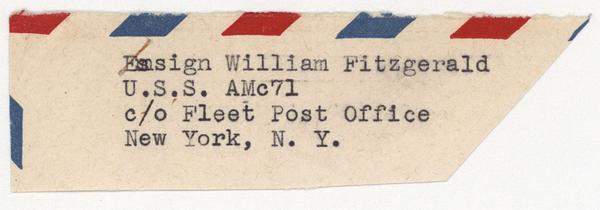 Ensign William Fitzgerald
U.S.S. AMc71
c/o Fleet Post Office
New York, N. Y.